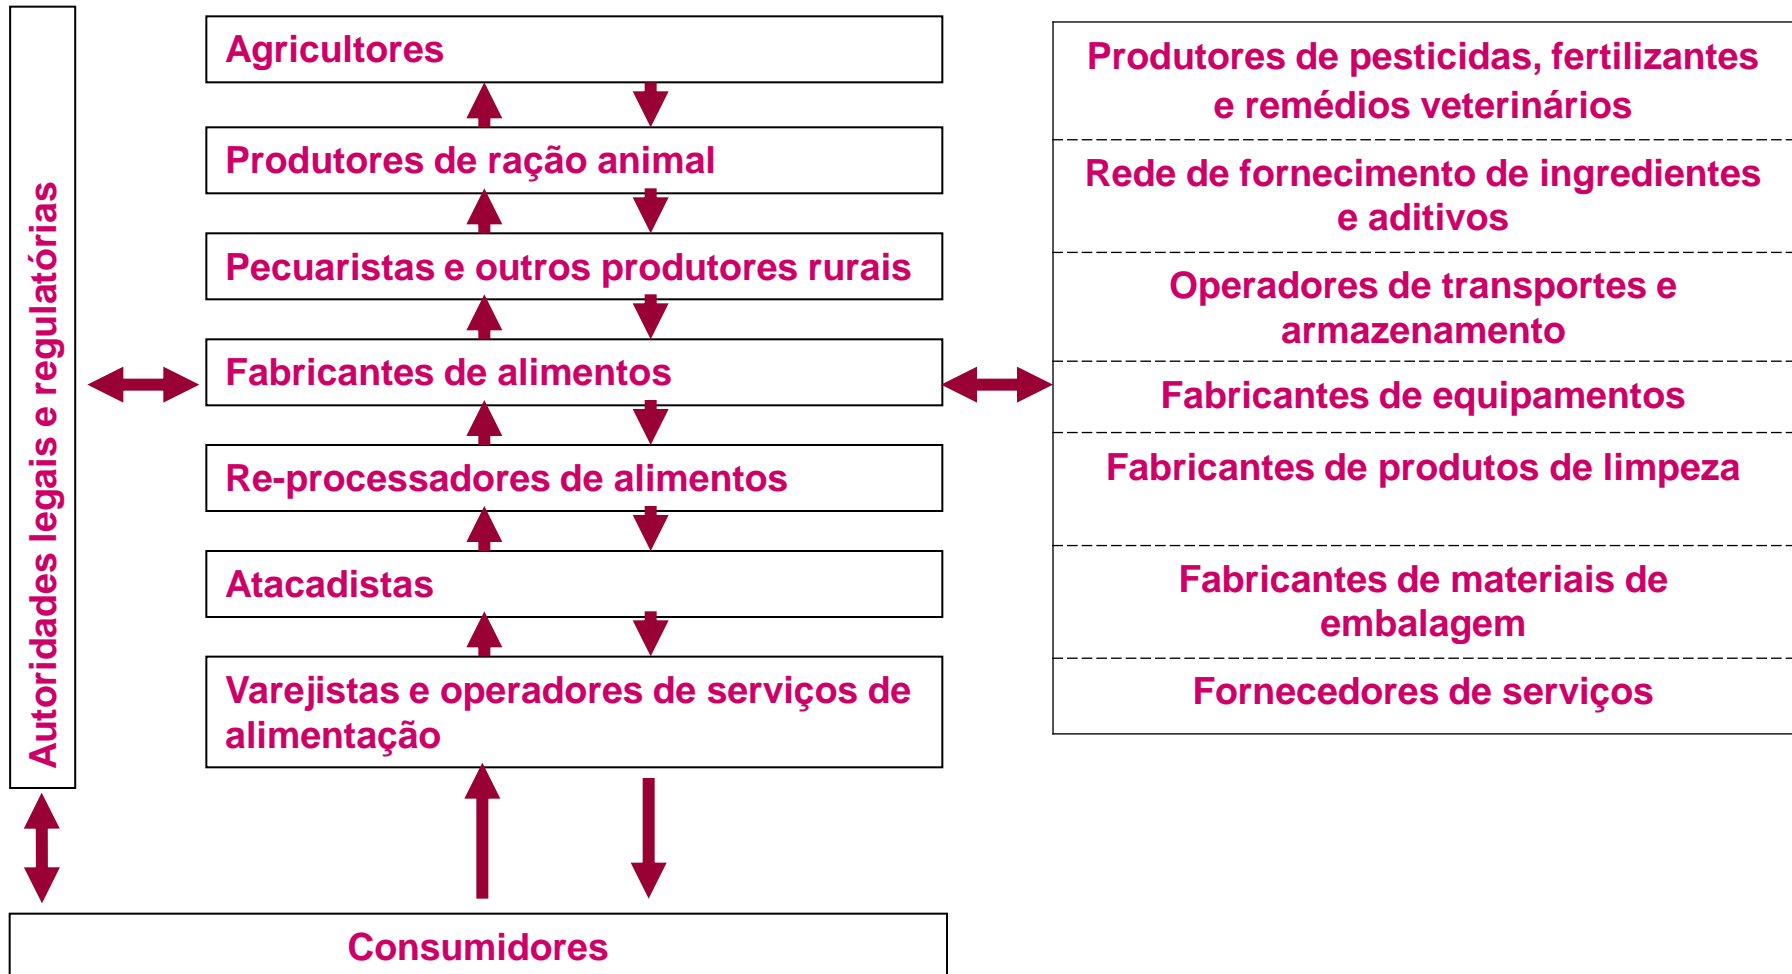 Autoridades legais e regulatórias
Agricultores
Produtores de ração animal
Pecuaristas e outros produtores rurais
Fabricantes de alimentos
Re-processadores de alimentos
Atacadistas
Varejistas e operadores de serviços de
alimentação
Produtores de pesticidas, fertilizantes
e remédios veterinários
Rede de fornecimento de ingredientes
e aditivos
Operadores de transportes e
armazenamento
Fabricantes de equipamentos
Fabricantes de produtos de limpeza
Fabricantes de materiais de
embalagem
Fornecedores de serviços
Consumidores